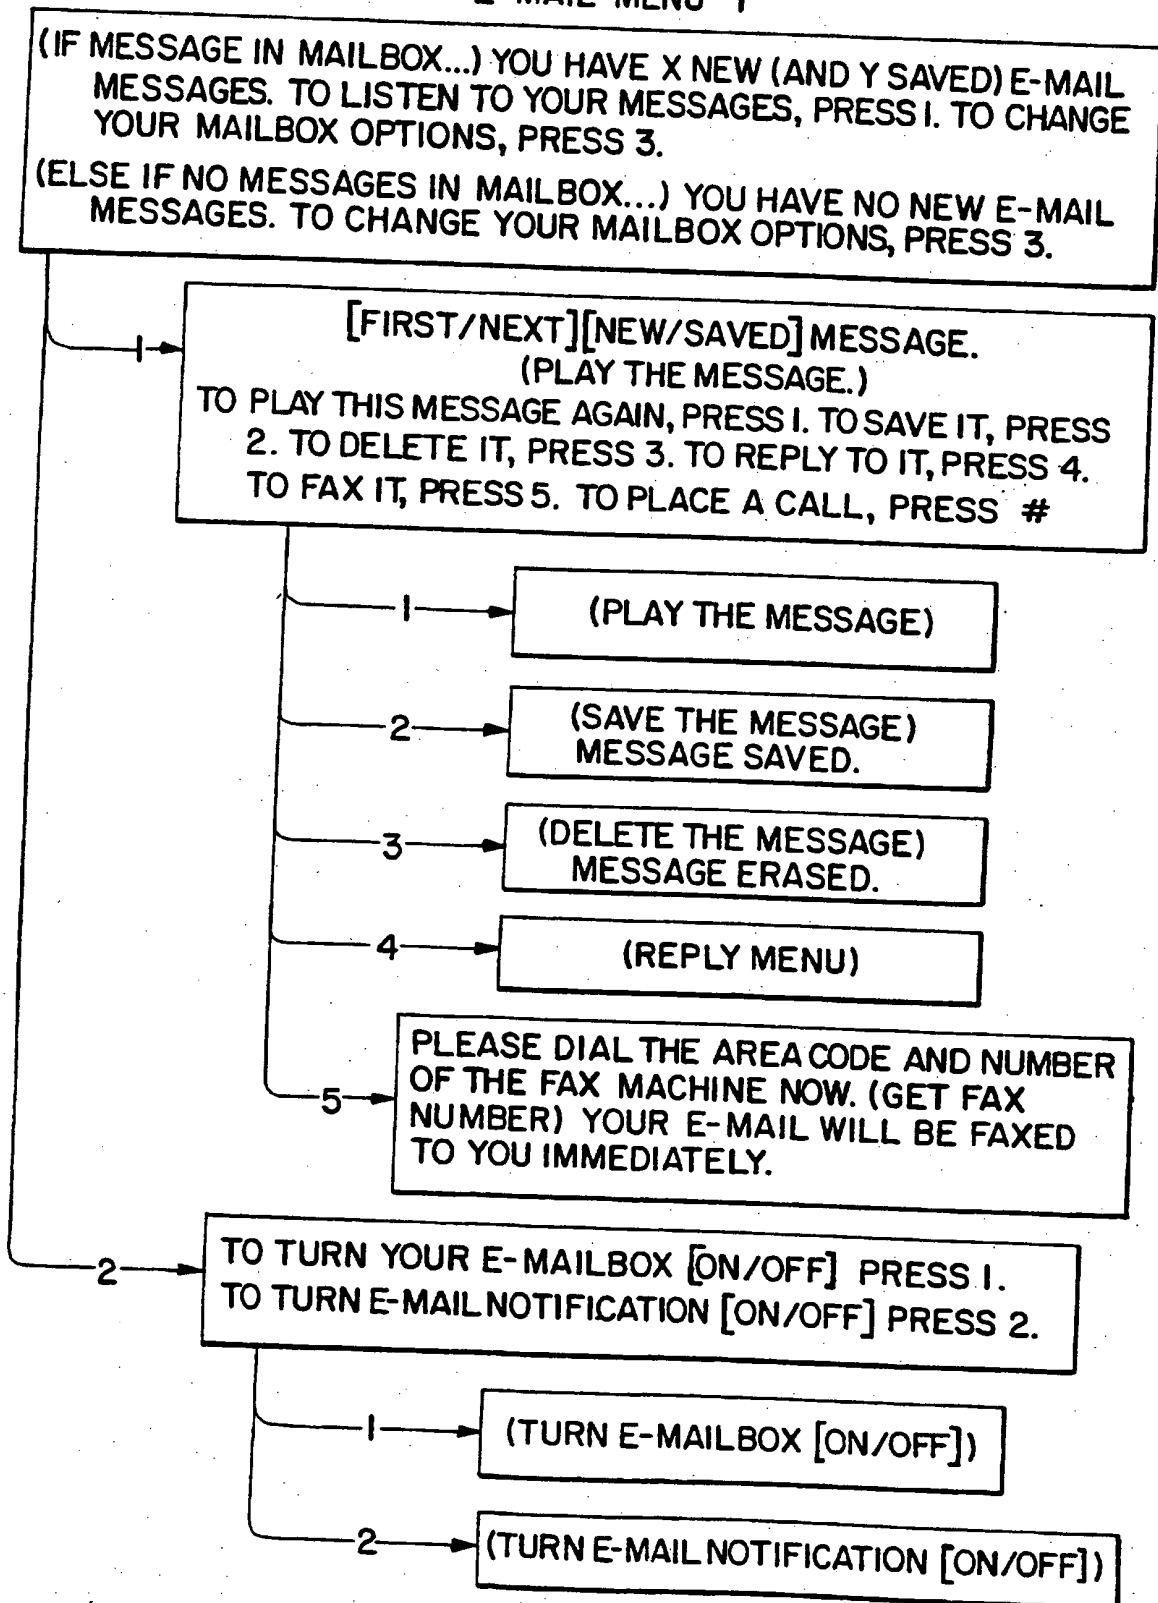 (IF MESSAGE IN MAILBOX...) YOU HAVE X NEW (AND Y SAVED) E-MAIL
MESSAGES. TO LISTEN TO YOUR MESSAGES, PRESS 1. TO CHANGE
YOUR MAILBOX OPTIONS, PRESS 3.
(ELSE IF NO MESSAGES IN MAILBOX...) YOU HAVE NO NEW E-MAIL
MESSAGES. TO CHANGE YOUR MAILBOX OPTIONS, PRESS 3.
1
[FIRST/NEXT][NEW/SAVED] MESSAGE.
(PLAY THE MESSAGE.)
TO PLAY THIS MESSAGE AGAIN, PRESS 1. TO SAVE IT, PRESS
2. TO DELETE IT, PRESS 3. TO REPLY TO IT, PRESS 4.
TO FAX IT, PRESS 5. TO PLACE A CALL, PRESS #
1
(PLAY THE MESSAGE)
2
(SAVE THE MESSAGE)
MESSAGE SAVED.
3
(DELETE THE MESSAGE)
MESSAGE ERASED.
4
(REPLY MENU)
5
PLEASE DIAL THE AREA CODE AND NUMBER
OF THE FAX MACHINE NOW. (GET FAX
NUMBER) YOUR E-MAIL WILL BE FAXED
TO YOU IMMEDIATELY.
2
TO TURN YOUR E-MAILBOX [ON/OFF] PRESS 1.
TO TURN E-MAIL NOTIFICATION [ON/OFF] PRESS 2.
1
(TURN E-MAILBOX [ON/OFF])
2
(TURN E-MAIL NOTIFICATION [ON/OFF])